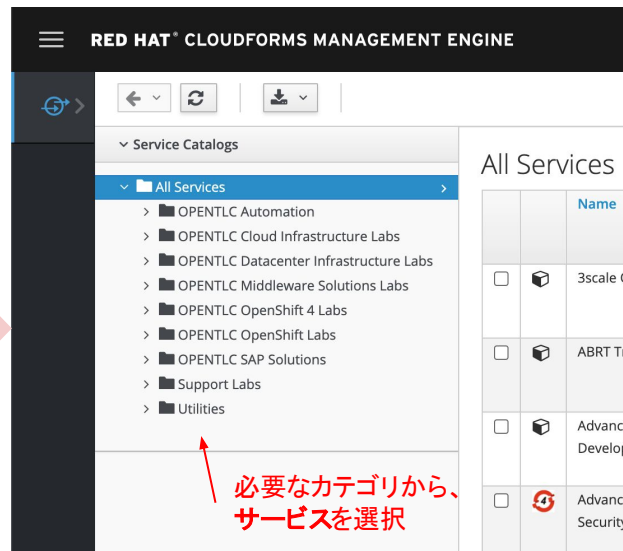 RED HAT® CLOUDFORMS MANAGEMENT ENGINE
Service Catalogs
All Services
OPENTLC Automation
OPENTLC Cloud Infrastructure Labs
OPENTLC Datacenter Infrastructure Labs
OPENTLC Middleware Solutions Labs
OPENTLC OpenShift 4 Labs
OPENTLC OpenShift Labs
OPENTLC SAP Solutions
Support Labs
Utilities
必要なカテゴリから、
サービスを選択
All Services
Name
3scale
ABRT
4